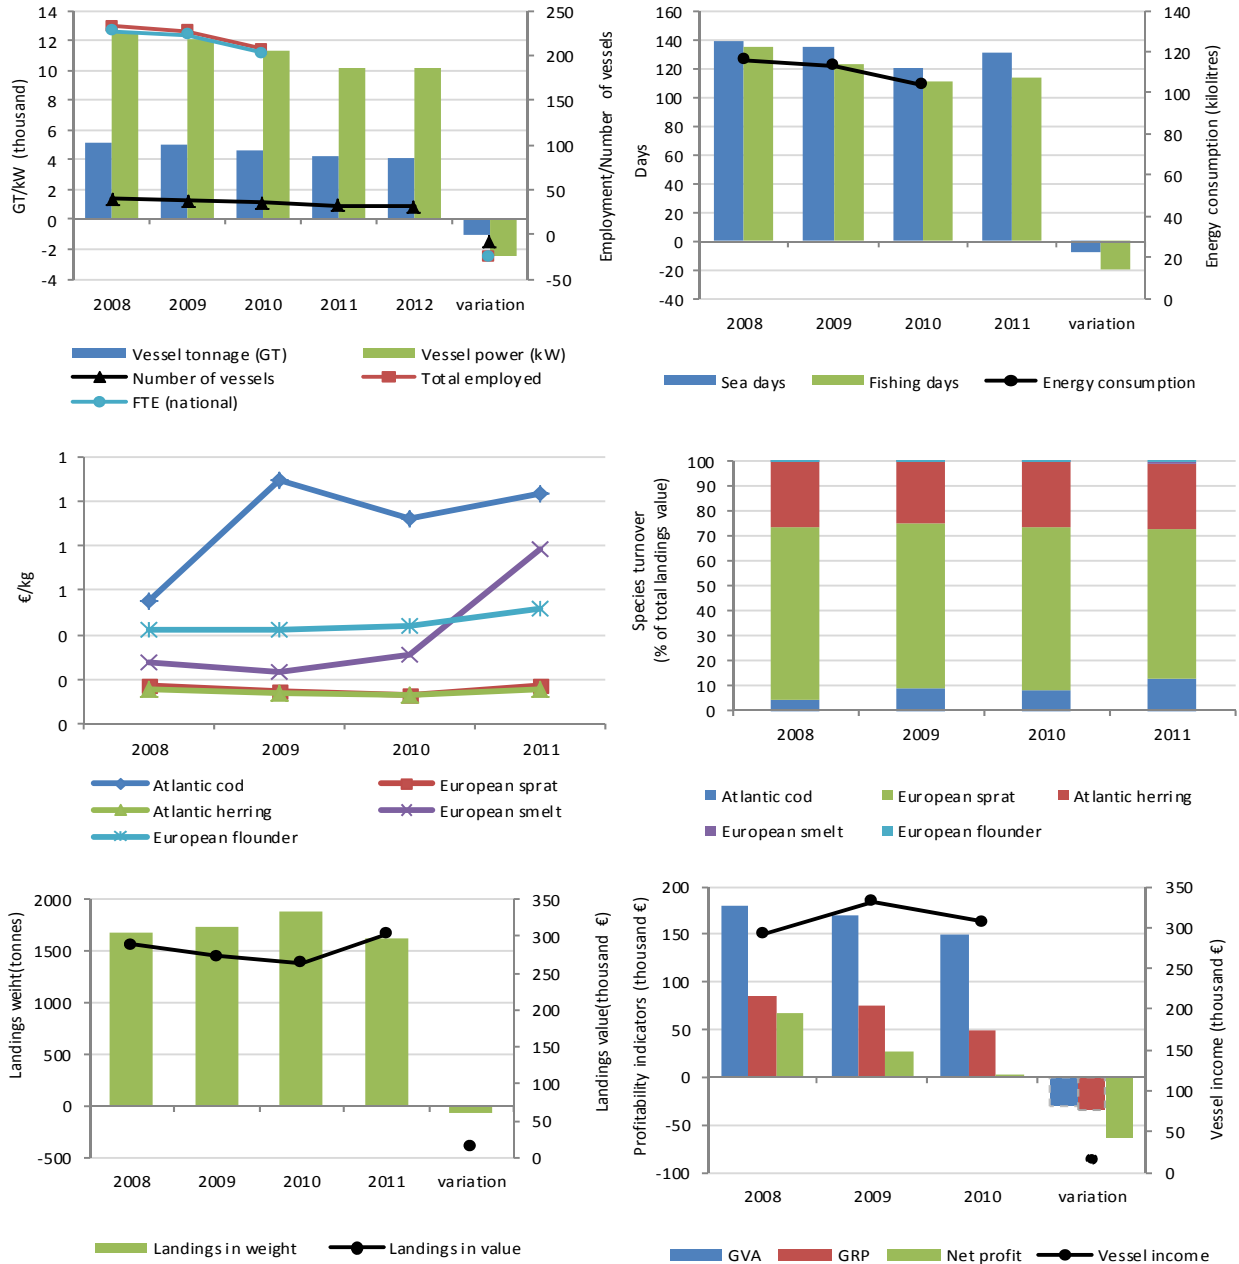 14
12
10
8
6
4
2
0
-2
-4
GT/kW (thousand)
250
200
150
100
50
0
-50
Employment/Number of vessels
2008 2009 2010 2011 2012 variation
Vessel tonnage (GT) Vessel power (kW)
Number of vessels Total employed
FTE (national)
160
140
120
100
80
60
40
20
0
-20
-40
Days
140
120
100
80
60
40
20
0
Energy consumption (kilolitres)
2008 2009 2010 2011 variation
Sea days Fishing days Energy consumption
1
1
1
1
0
0
0
€/kg
2008 2009 2010 2011
Atlantic cod European sprat
Atlantic herring European smelt
European flounder
100
90
80
70
60
50
40
30
20
10
0
Species turnover
(% of total landings value)
2008 2009 2010 2011
Atlantic cod European sprat Atlantic herring
European smelt European flounder
2000
1500
1000
500
0
-500
Landings weiht(tonnes)
350
300
250
200
150
100
50
0
Landings value(thousand €)
2008 2009 2010 2011 variation
Landings in weight Landings in value
200
150
100
50
0
-50
-100
Profitability indicators (thousand €)
350
300
250
200
150
100
50
0
Vessel income (thousand €)
2008 2009 2010 variation
GVA GRP Net profit Vessel income